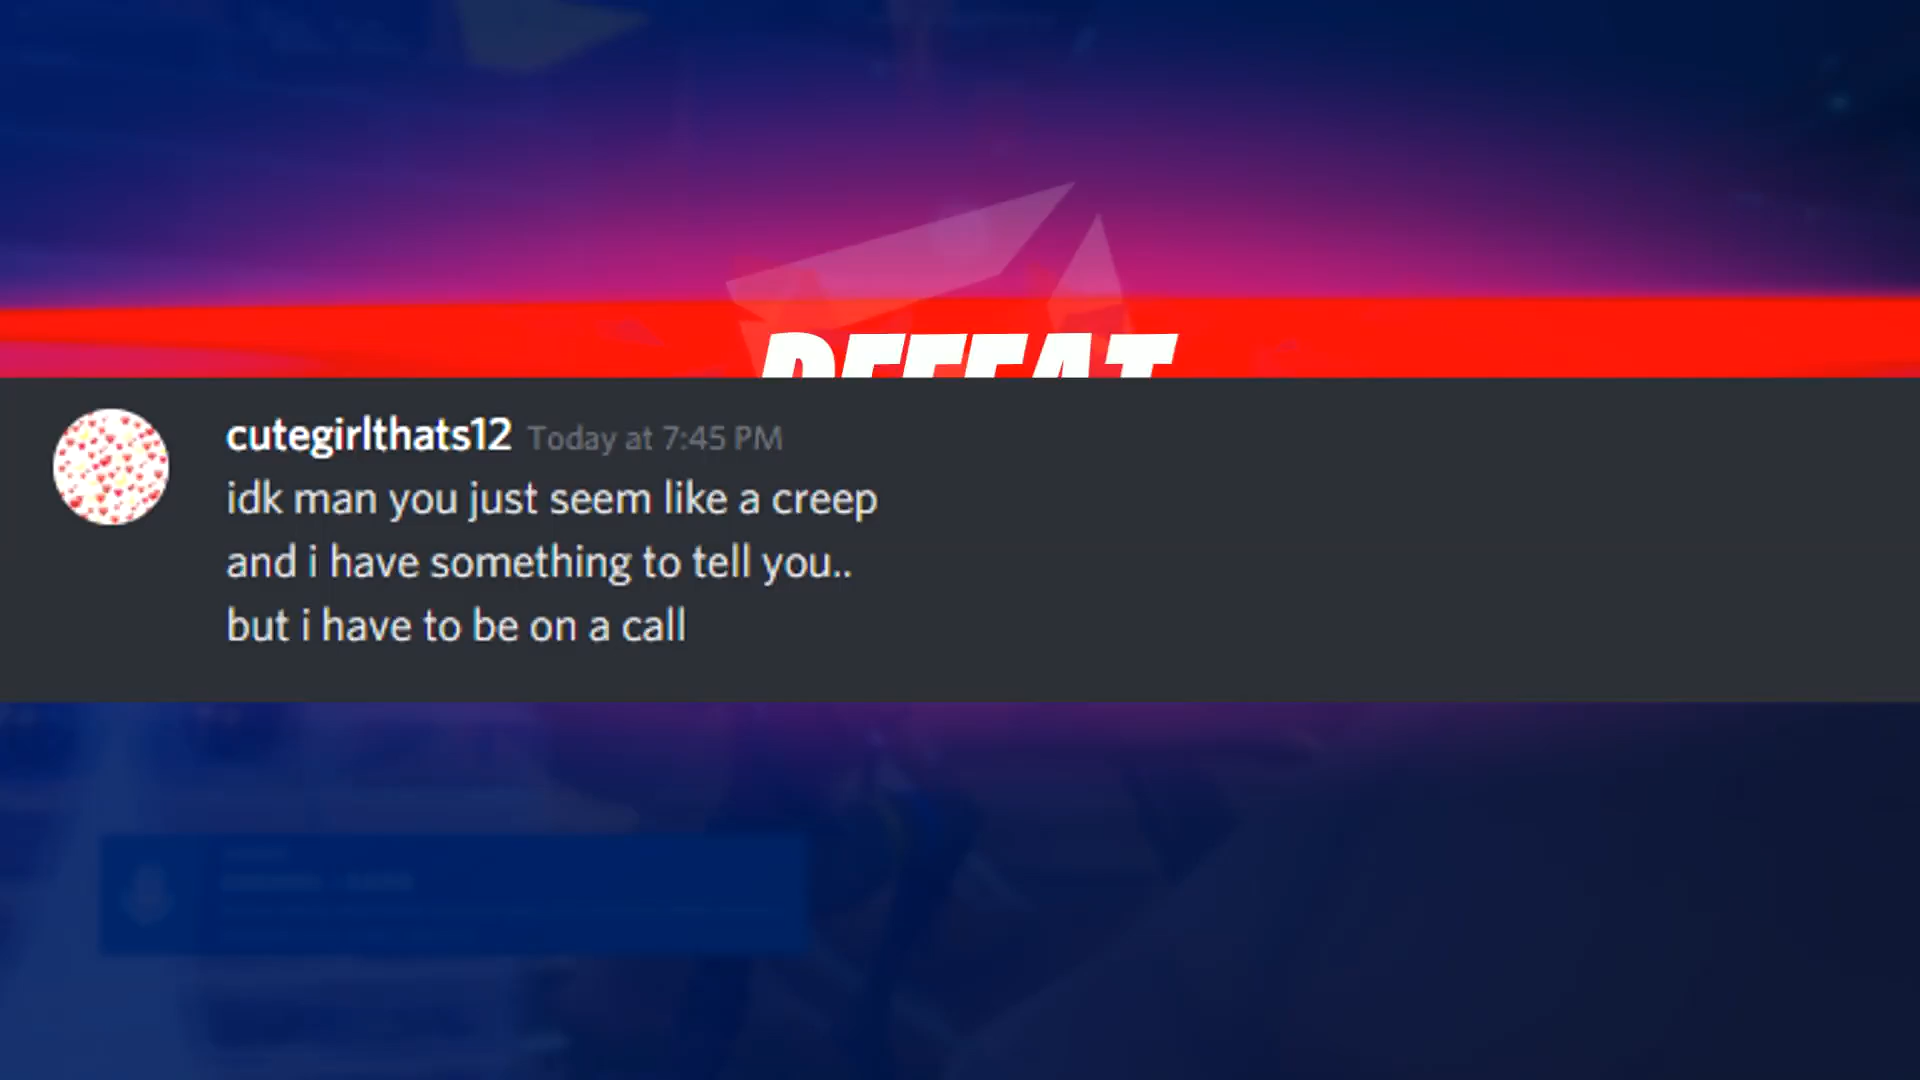 DEFEAT
cutegirlthats12 Today at 7:45 PM
idk man you just seem like a creep
and i have something to tell you..
but i have to be on a call